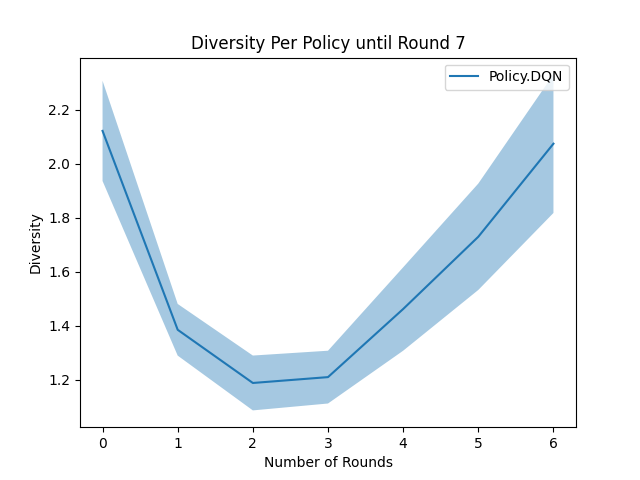 Diversity Per Policy until Round 7
Policy.DQN
Diversity
2.2
2.0
1.8
1.6
1.4
1.2
0 1 2 3 4 5 6
Number of Rounds